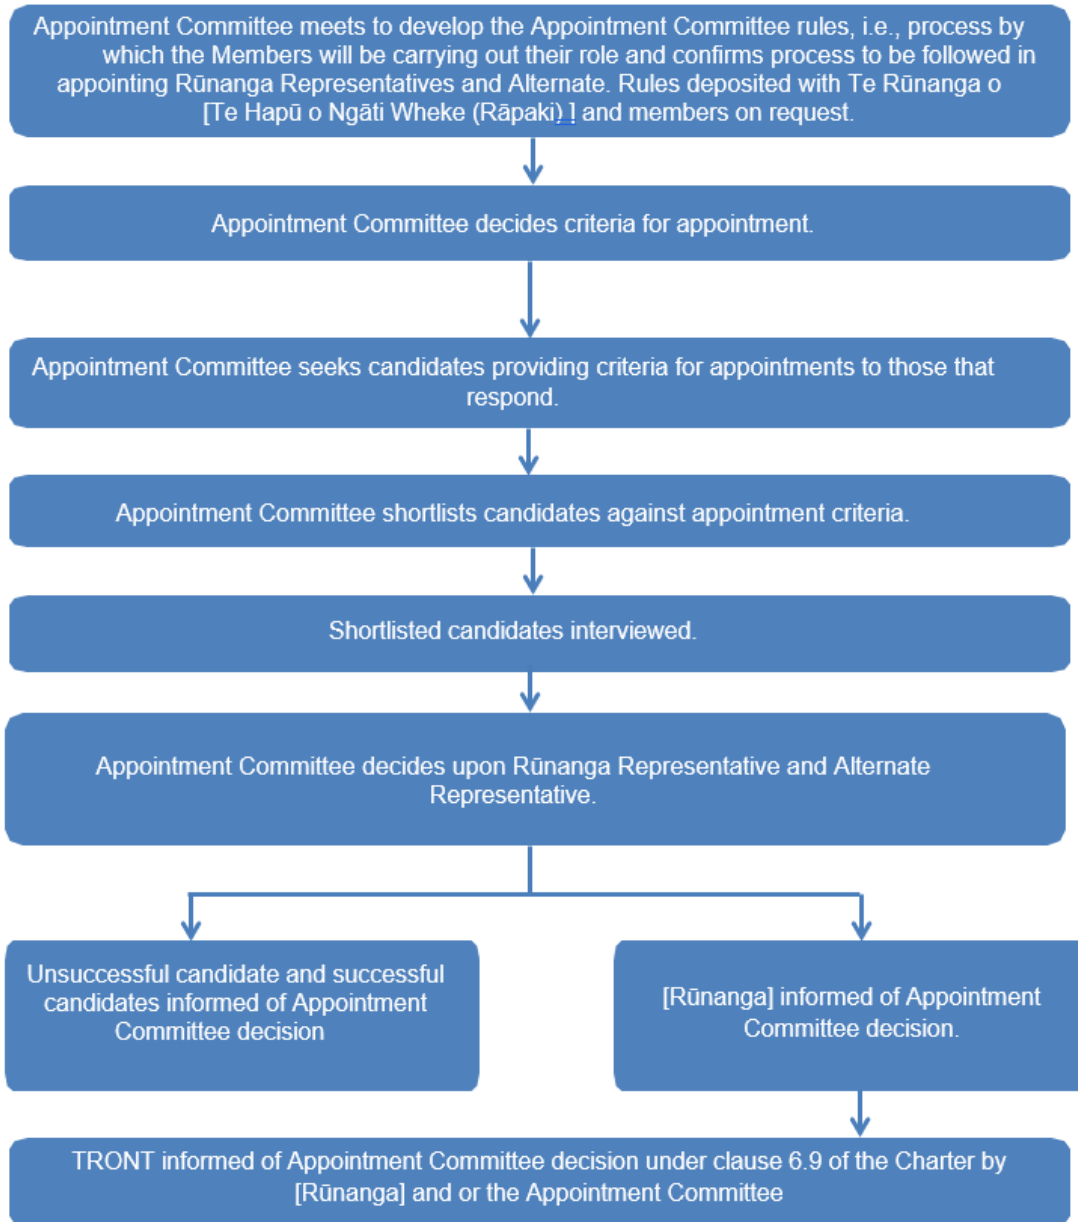 Appointment Committee meets to develop the Appointment Committee rules, i.e., process by
which the Members will be carrying out their role and confirms process to be followed in
appointing Rūnanga Representatives and Alternate. Rules deposited with Te Rūnanga o
[Te Hapū o Ngāti Wheke (Rāpaki) ] and members on request.
Appointment Committee decides criteria for appointment.
Appointment Committee seeks candidates providing criteria for appointments to those that
respond.
Appointment Committee shortlists candidates against appointment criteria.
Shortlisted candidates interviewed.
Appointment Committee decides upon Rūnanga Representative and Alternate
Representative.
Unsuccessful candidate and successful
candidates informed of Appointment
Committee decision
[Rūnanga] informed of Appointment
Committee decision.
TRONT informed of Appointment Committee decision under clause 6.9 of the Charter by
[Rūnanga] and or the Appointment Committee